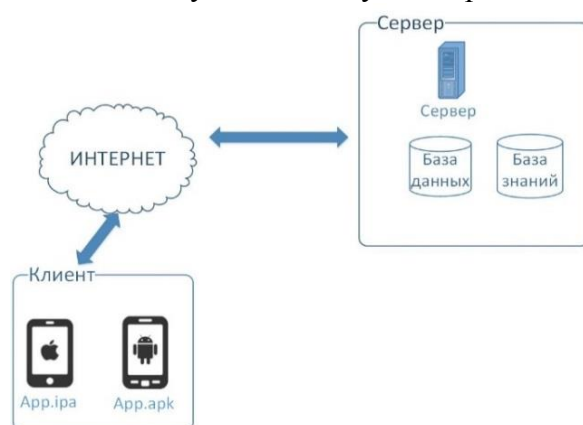 Сервер
Сервер
База
данных
База
знаний
ИНТЕРНЕТ
Клиент
App.ipa
App.apk